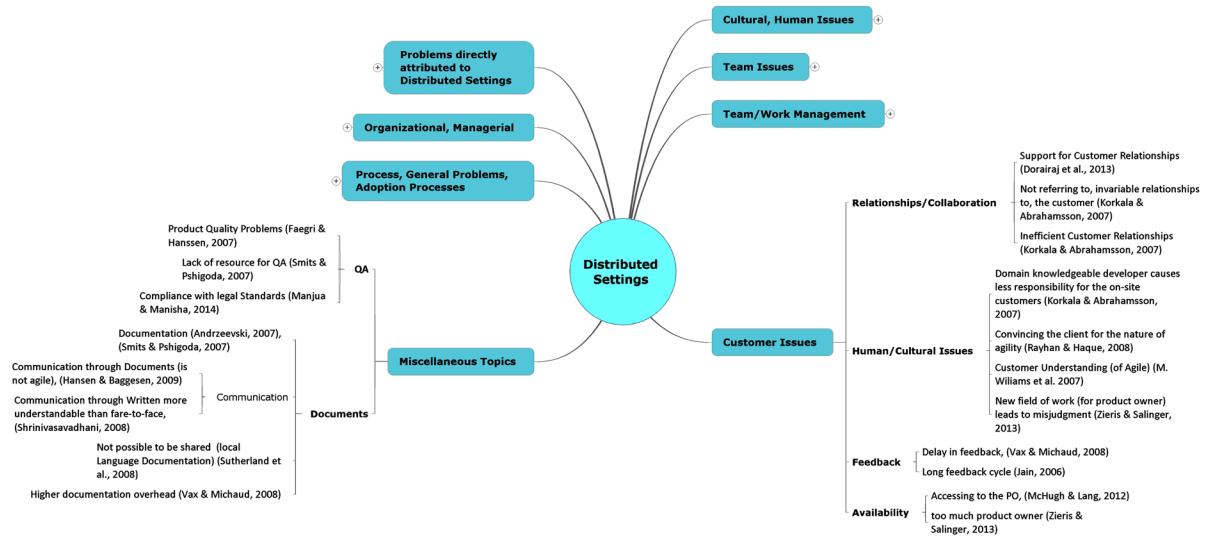 Cultural, Human Issues
Team Issues
Team/Work Management
Problems directly
attributed to
Distributed Settings
Organizational, Managerial
Process, General Problems,
Adoption Processes
Distributed
Settings
Miscellaneous Topics
QA
Product Quality Problems (Faegri &
Hanssen, 2007)
Lack of resource for QA (Smits &
Pshigoda, 2007)
Compliance with legal Standards (Manjua
& Manisha, 2014)
Documents
Documentation (Andrzeevski, 2007),
(Smits & Pshigoda, 2007)
Communication
Communication through Documents (is
not agile), (Hansen & Baggesen, 2009)
Communication through Written more
understandable than fare-to-face,
(Shrinivasavadhani, 2008)
Not possible to be shared (local
Language Documentation) (Sutherland et
al., 2008)
Higher documentation overhead (Vax & Michaud, 2008)
Customer Issues
Relationships/Collaboration
Support for Customer Relationships
(Dorairaj et al., 2013)
Not referring to, invariable relationships
to, the customer (Korkala &
Abrahamsson, 2007)
Inefficient Customer Relationships
(Korkala & Abrahamsson, 2007)
Human/Cultural Issues
Domain knowledgeable developer causes
less responsibility for the on-site
customers (Korkala & Abrahamsson,
2007)
Convincing the client for the nature of
agility (Rayhan & Haque, 2008)
Customer Understanding (of Agile) (M.
Wiliams et al. 2007)
New field of work (for product owner)
leads to misjudgment (Zieris & Salinger,
2013)
Feedback
Delay in feedback, (Vax & Michaud, 2008)
Long feedback cycle (Jain, 2006)
Availability
Accessing to the PO, (McHugh & Lang, 2012)
too much product owner (Zieris &
Salinger, 2013)